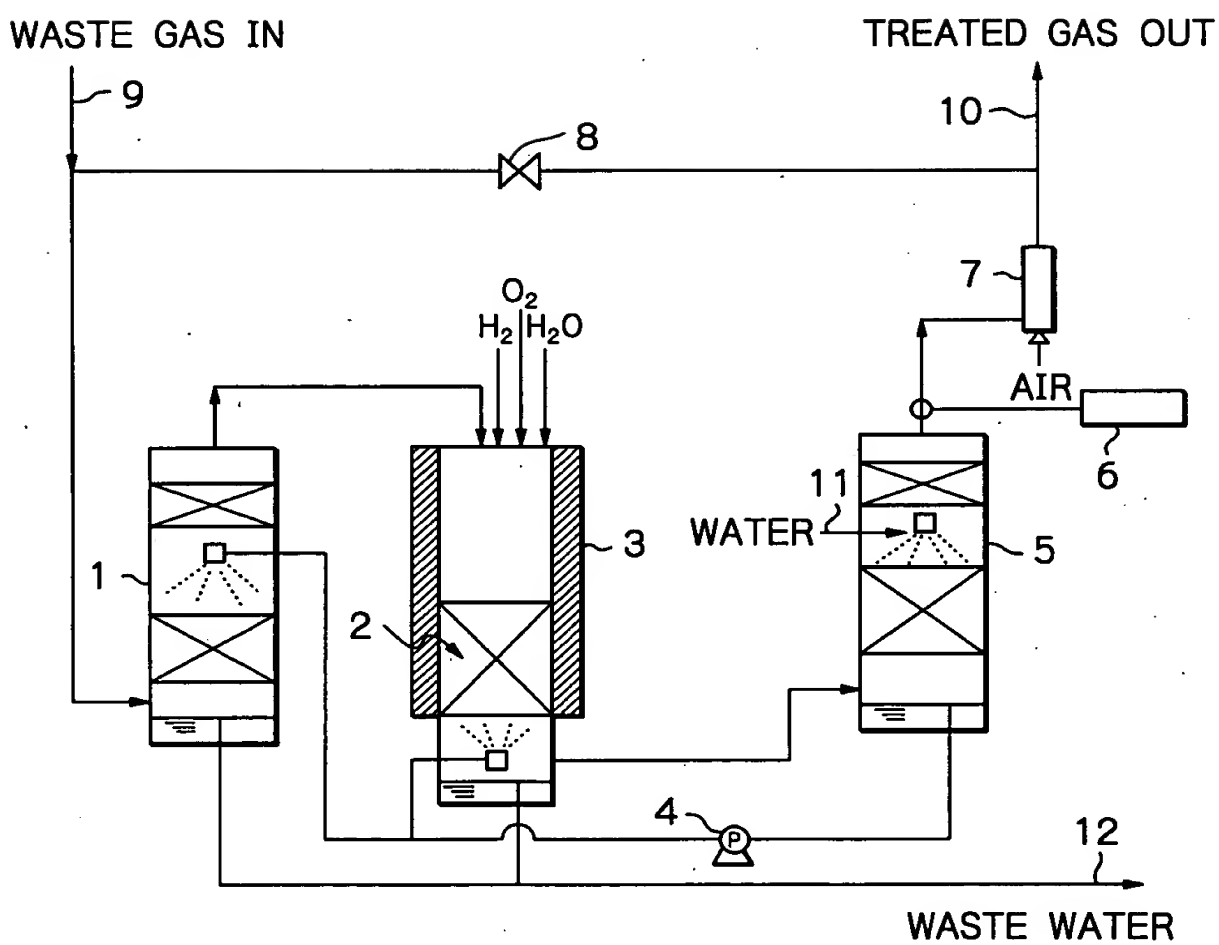 WASTE GAS IN
TREATED GAS OUT
9
10
8
7
O2
H2
H2O
AIR
6
11
WATER
5
3
1
2
4
P
12
WASTE WATER